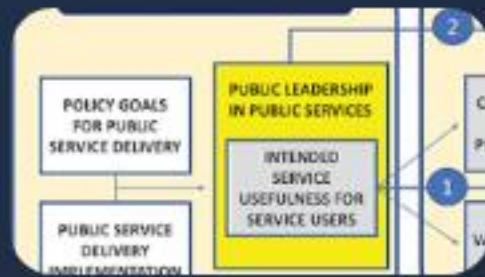 2
POLICY GOALS
FOR PUBLIC
SERVICE DELIVERY
PUBLIC LEADERSHIP
IN PUBLIC SERVICES
INTENDED
SERVICE
USEFULNESS FOR
SERVICE USERS
1
PUBLIC SERVICE
DELIVERY
IMPLEMENTATION